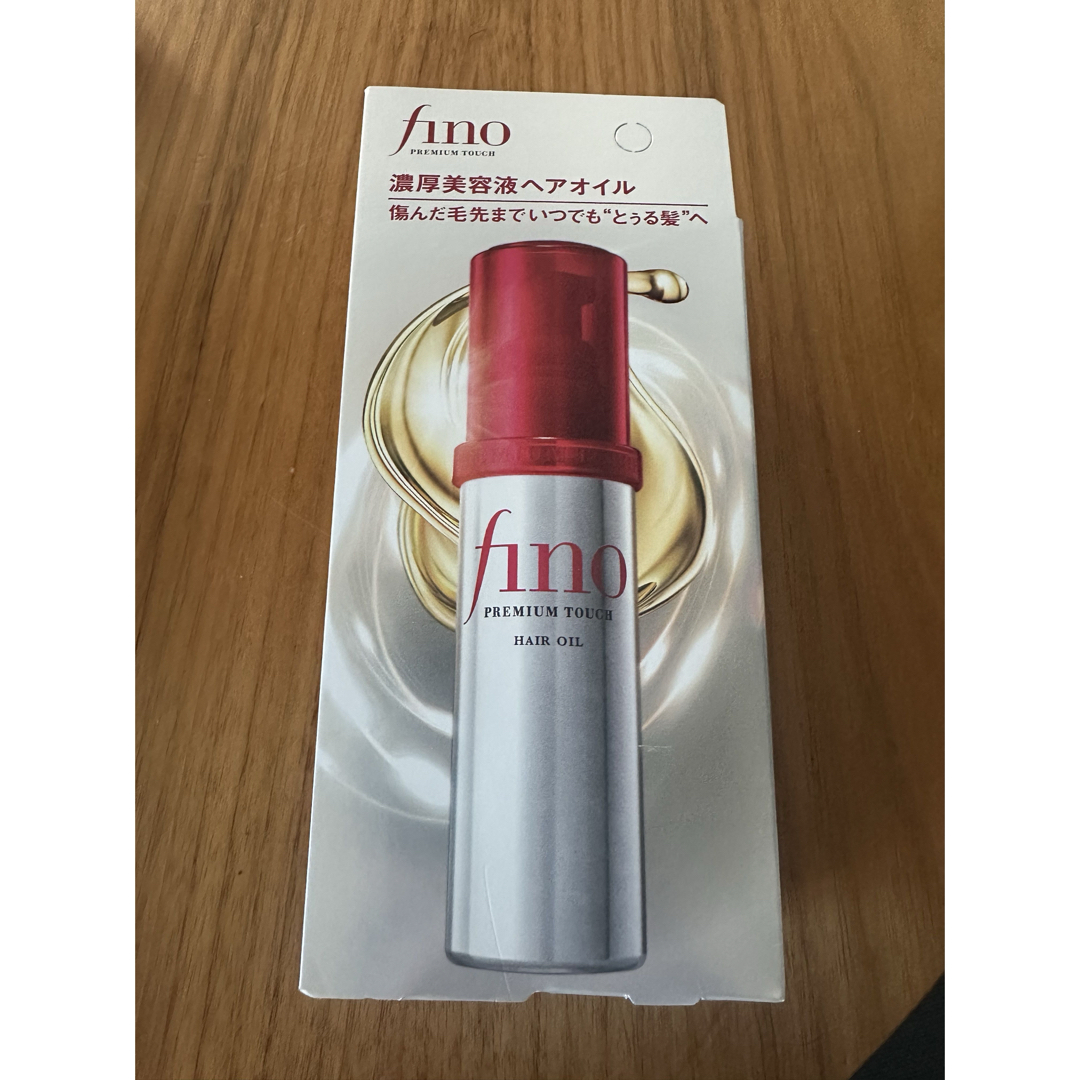 fino
PREMIUM TOUCH
濃厚美容液ヘアオイル
傷んだ毛先までいつでも“とぅる髪”へ
fino
PREMIUM TOUCH
HAIR OIL